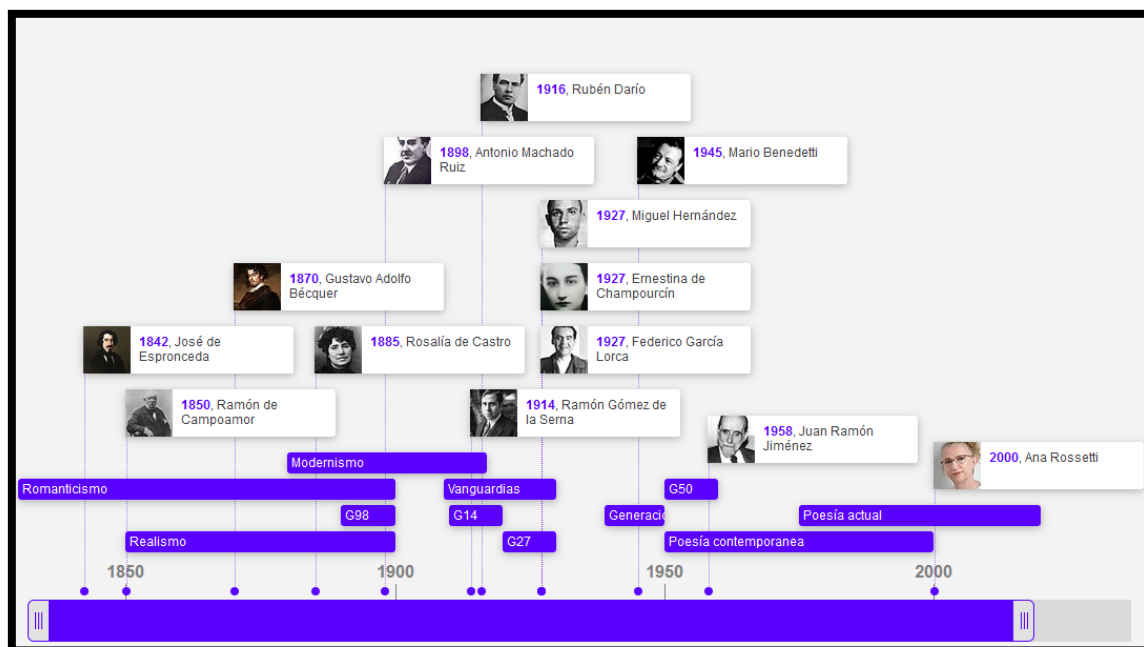 1916, Rubén Darío
1898, Antonio Machado
Ruiz
1945, Mario Benedetti
1927, Miguel Hernández
1870, Gustavo Adolfo
Bécquer
1927, Ernestina de
Champourcín
1842, José de
Espronceda
1885, Rosalía de Castro
1927, Federico García
Lorca
1850, Ramón de
Campoamor
1914, Ramón Gómez de
la Serna
1958, Juan Ramón
Jiménez
2000, Ana Rossetti
Modernismo
Romanticismo
Vanguardias
G50
G98
G14
Generació
Poesía actual
Realismo
G27
Poesía contemporanea
1850
1900
1950
2000